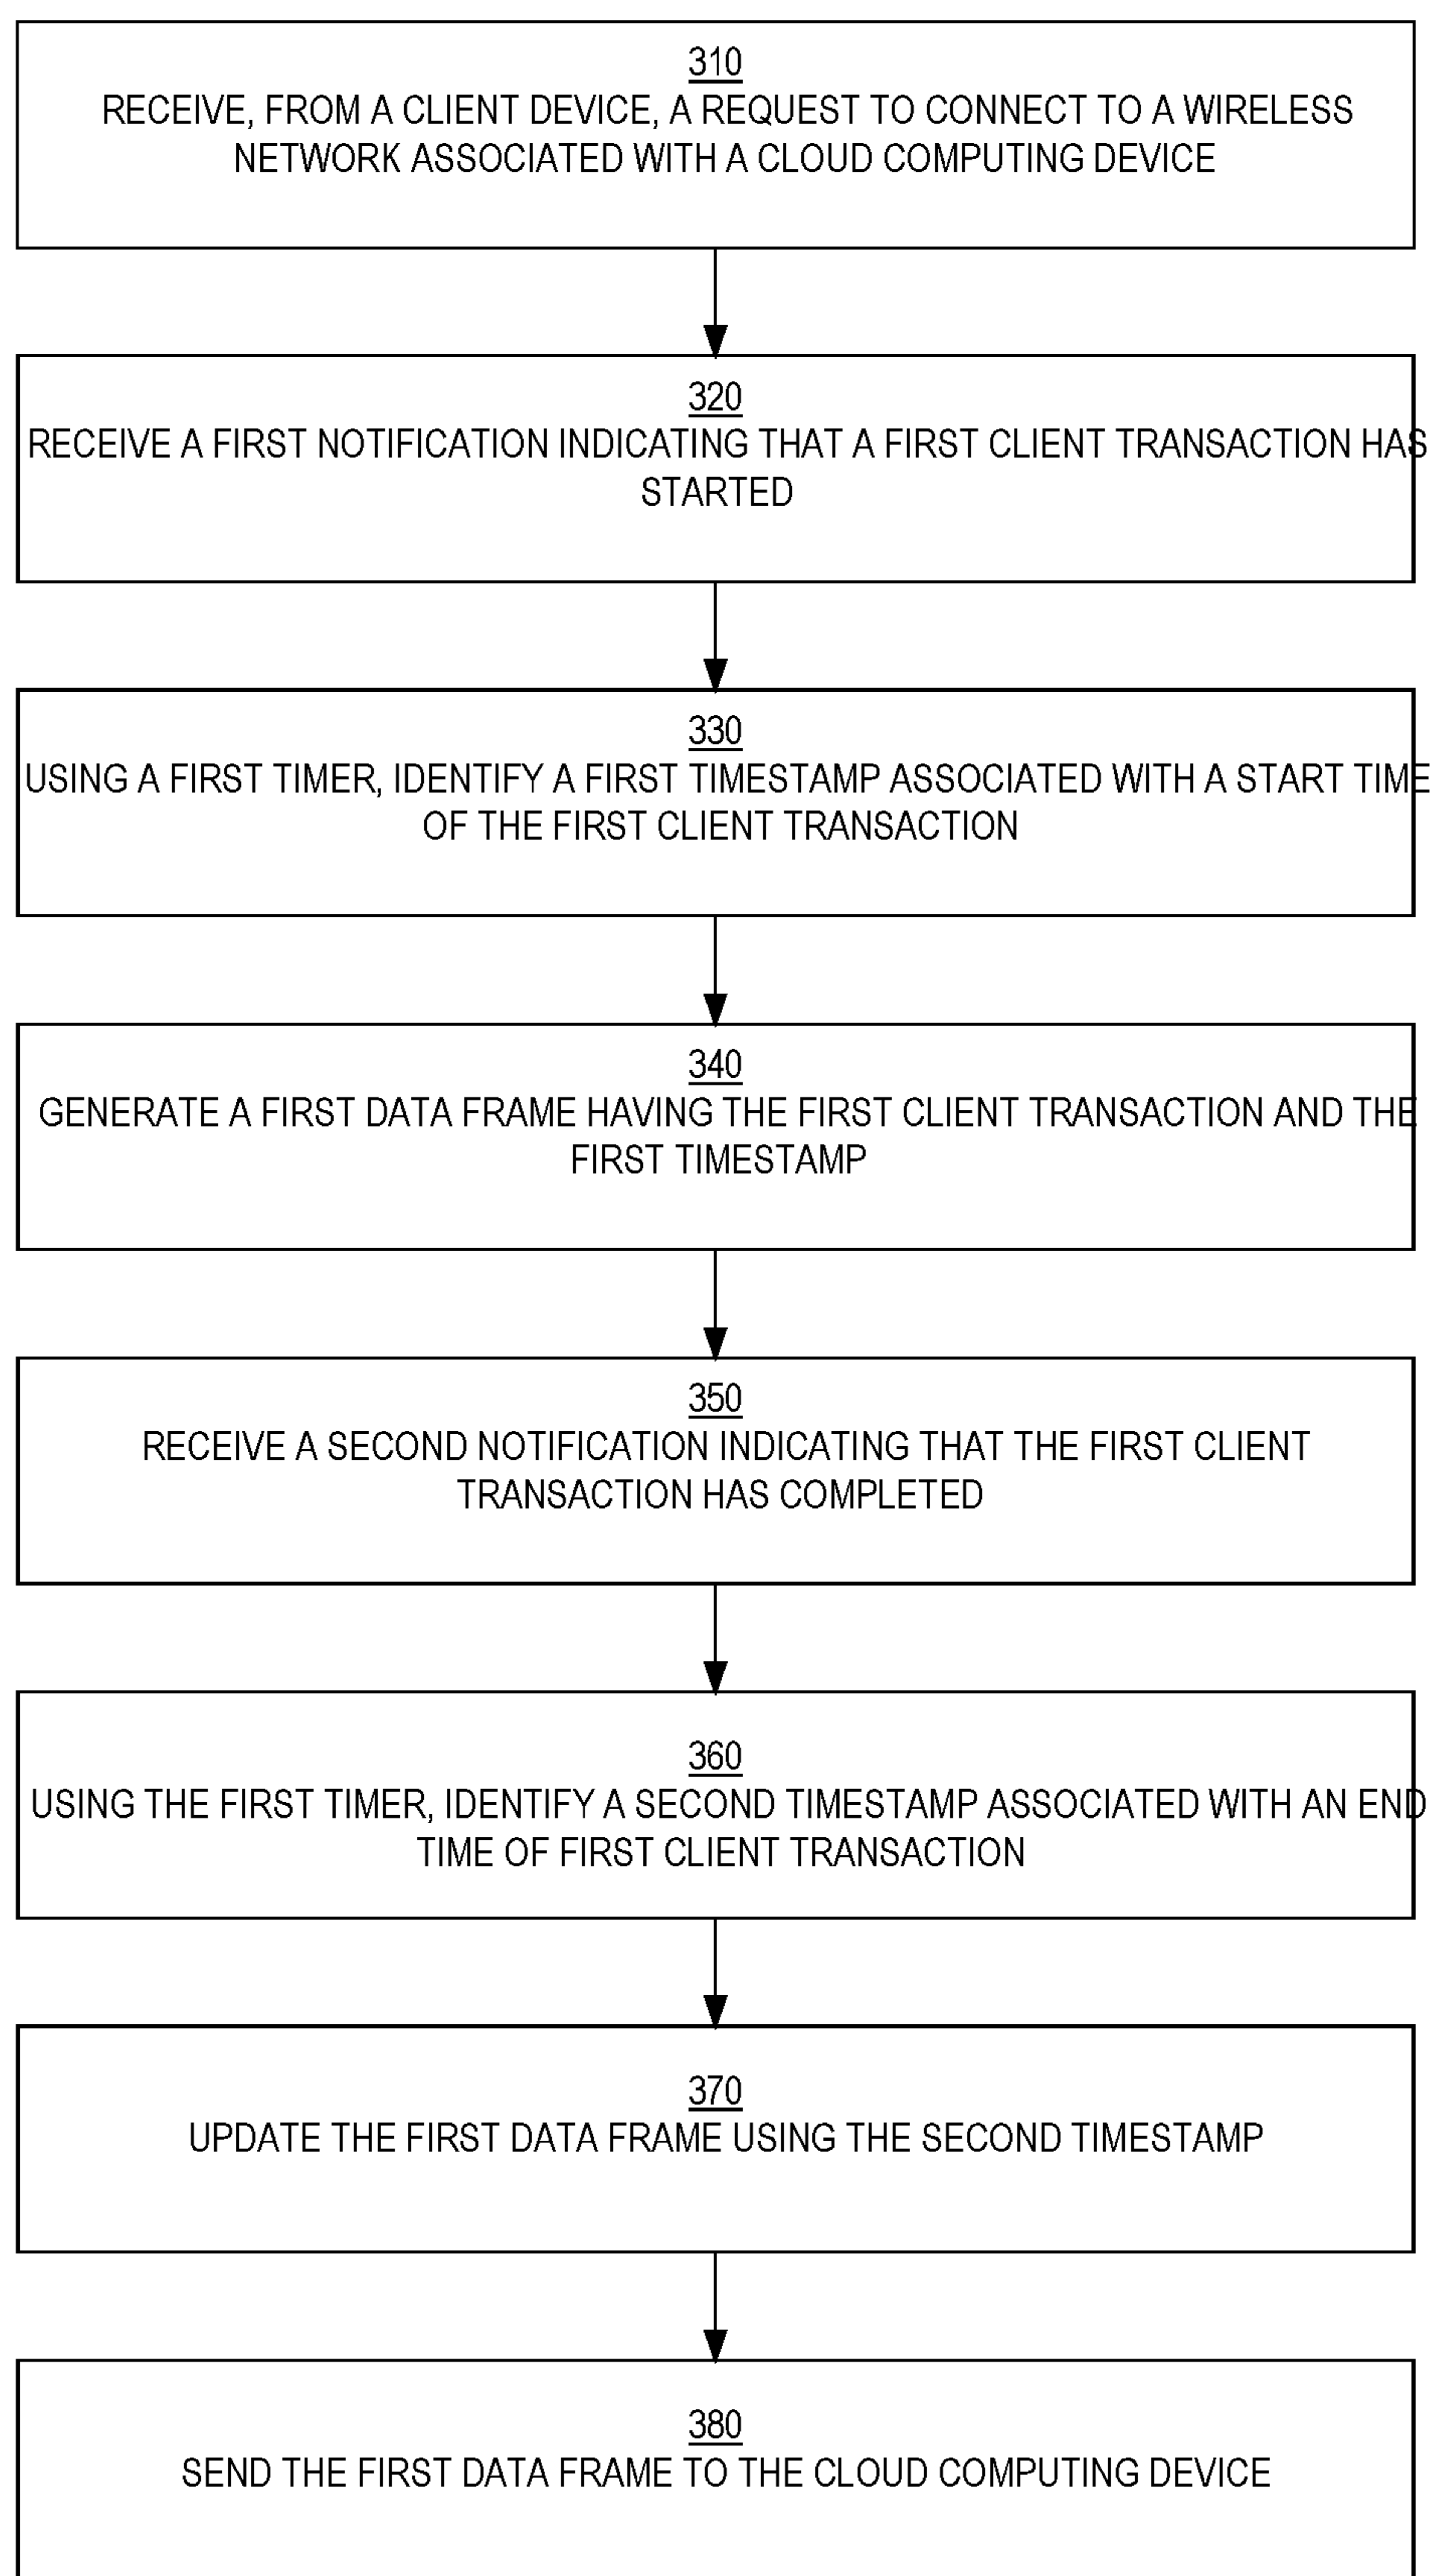 310
RECEIVE, FROM A CLIENT DEVICE, A REQUEST TO CONNECT TO A WIRELESS
NETWORK ASSOCIATED WITH A CLOUD COMPUTING DEVICE
320
RECEIVE A FIRST NOTIFICATION INDICATING THAT A FIRST CLIENT TRANSACTION HAS
STARTED
330
USING A FIRST TIMER, IDENTIFY A FIRST TIMESTAMP ASSOCIATED WITH A START TIME
OF THE FIRST CLIENT TRANSACTION
340
GENERATE A FIRST DATA FRAME HAVING THE FIRST CLIENT TRANSACTION AND THE
FIRST TIMESTAMP
350
RECEIVE A SECOND NOTIFICATION INDICATING THAT THE FIRST CLIENT
TRANSACTION HAS COMPLETED
360
USING THE FIRST TIMER, IDENTIFY A SECOND TIMESTAMP ASSOCIATED WITH AN END
TIME OF FIRST CLIENT TRANSACTION
370
UPDATE THE FIRST DATA FRAME USING THE SECOND TIMESTAMP
380
SEND THE FIRST DATA FRAME TO THE CLOUD COMPUTING DEVICE